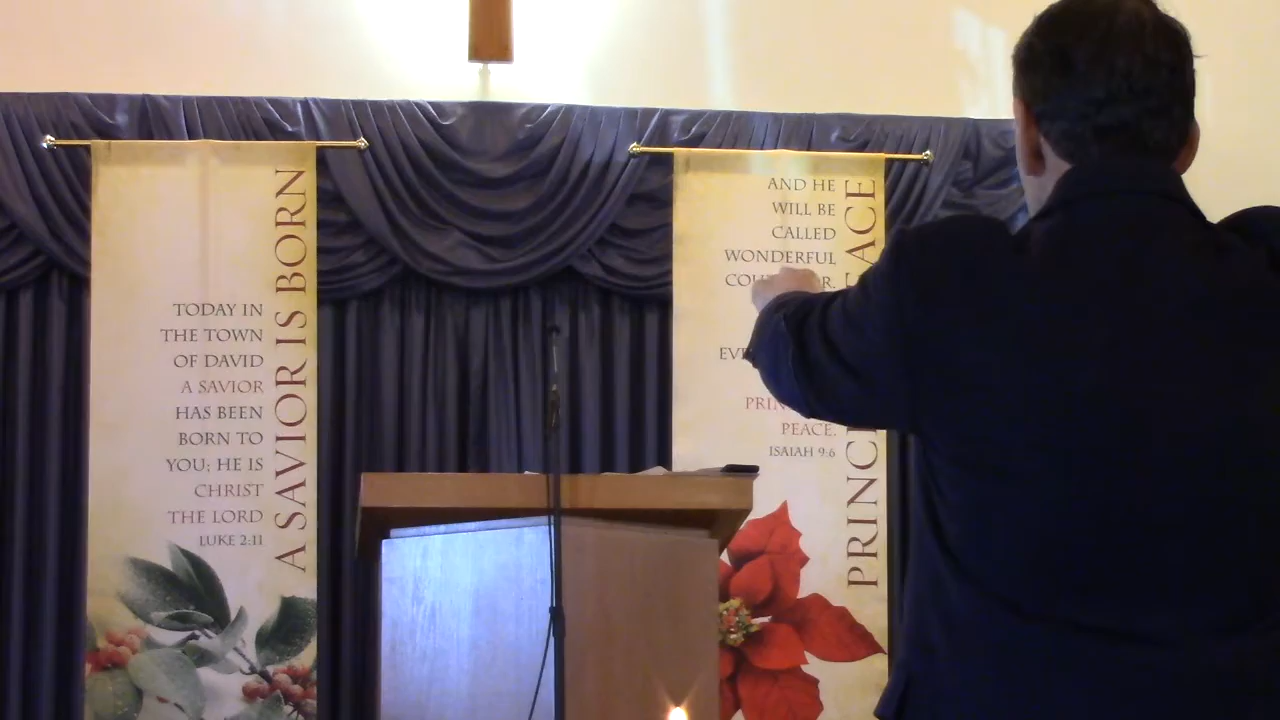 TODAY IN
THE TOWN
OF DAVID
A SAVIOR
HAS BEEN
BORN TO
YOU; HE IS
CHRIST
THE LORD
LUKE 2:11
A SAVIOR IS BORN
AND HE
WILL BE
CALLED
WONDERFUL
PEACE.
ISAIAH 9:6